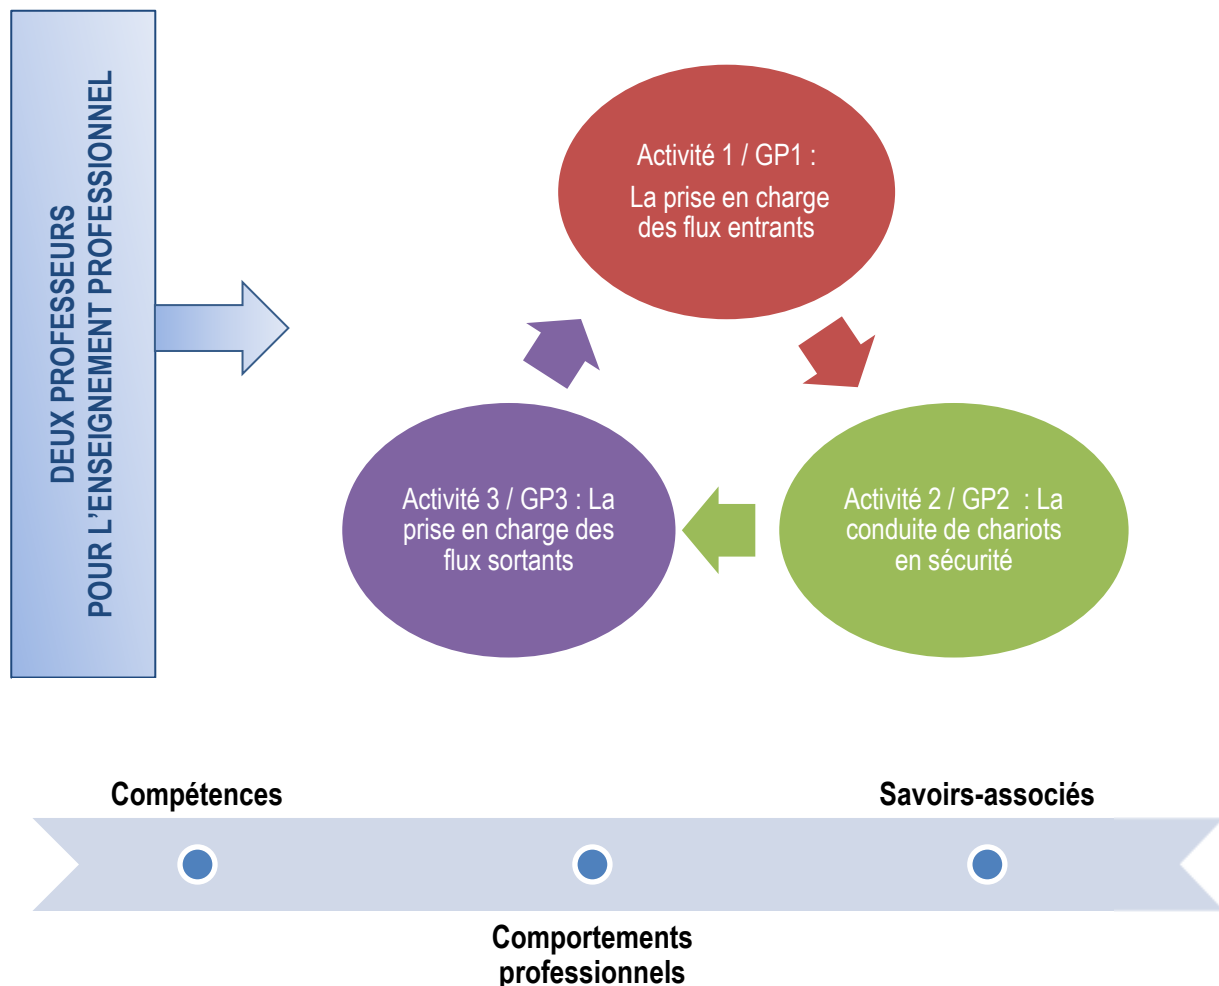 DEUX PROFESSEURS
POUR L'ENSEIGNEMENT PROFESSIONNEL
Activité 1 / GP1 :
La prise en charge
des flux entrants
Activité 2 / GP2  : La
conduite de chariots
en sécurité
Activité 3 / GP3 : La
prise en charge des
flux sortants
Compétences
Comportements
professionnels
Savoirs-associés